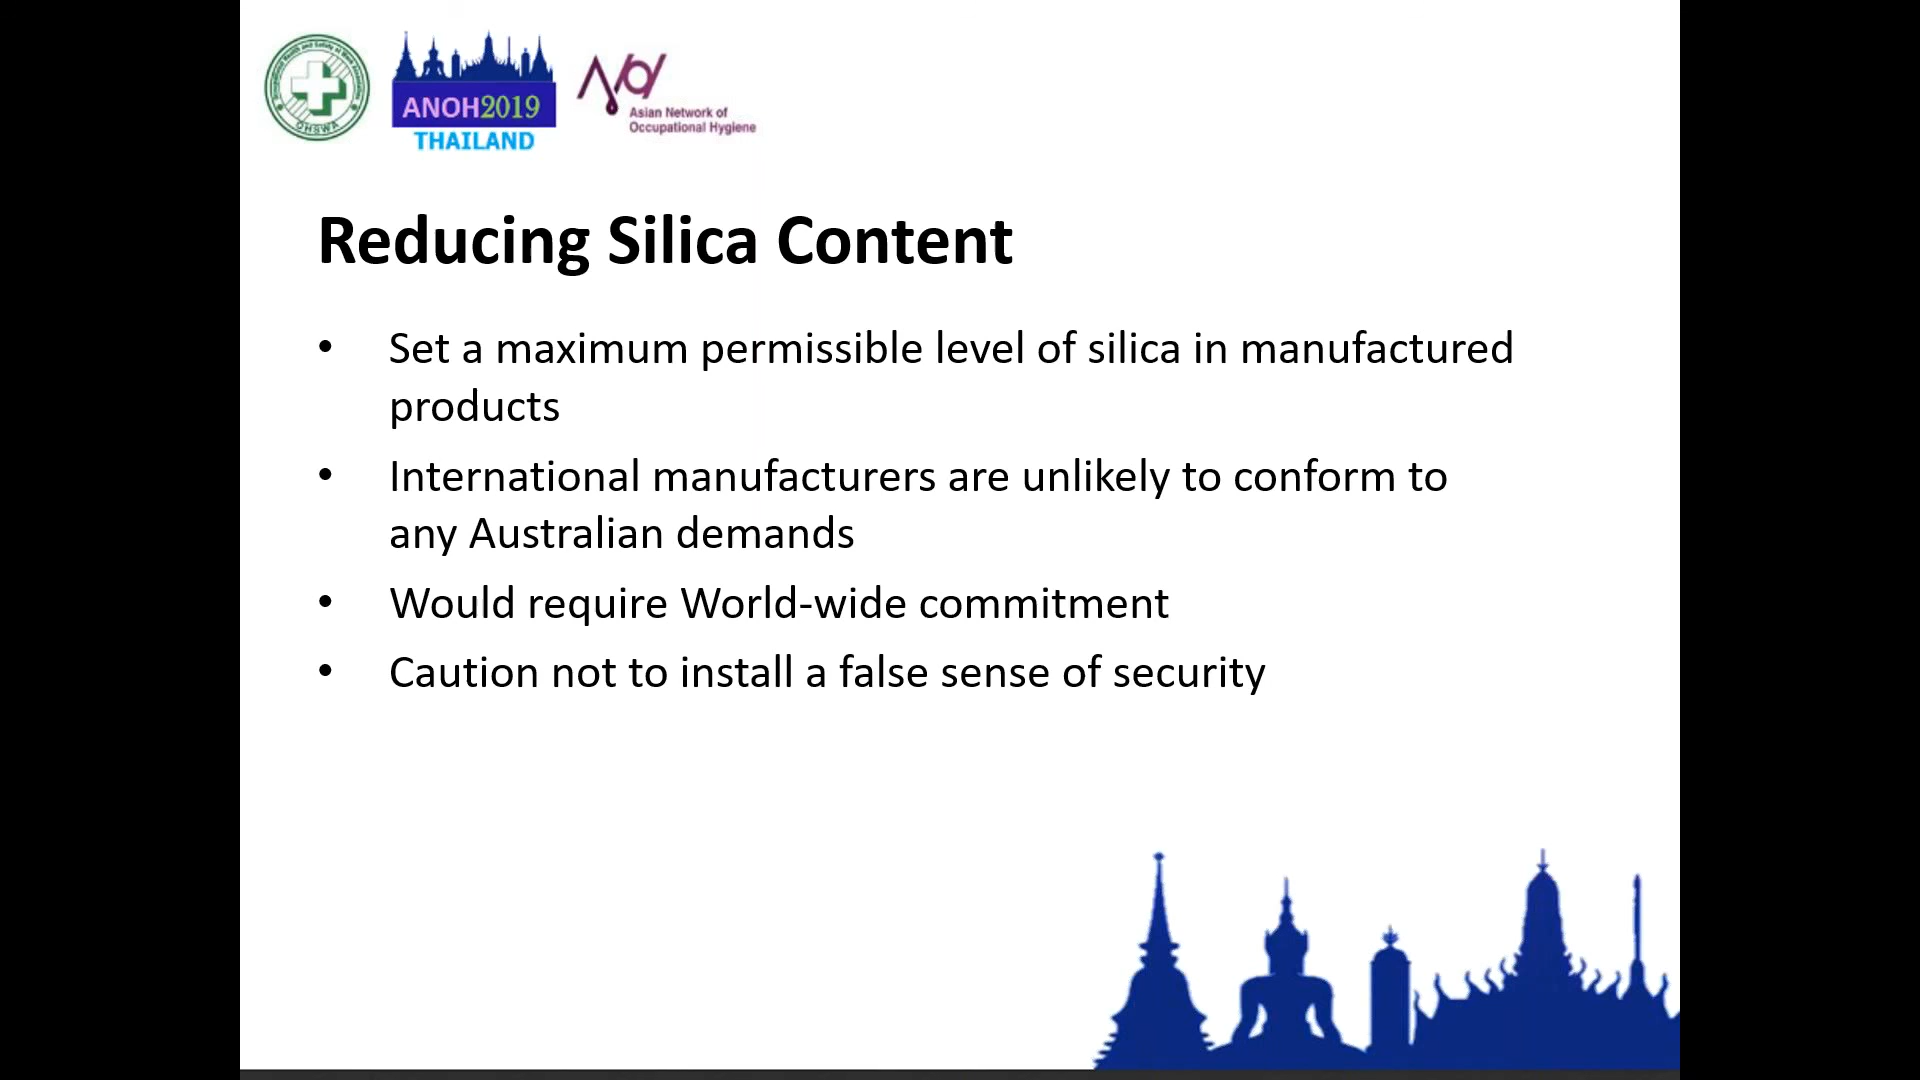 OHSWA
ANOH2019
THAILAND
Asian Network of
Occupational Hygiene
Reducing Silica Content
• Set a maximum permissible level of silica in manufactured
products
• International manufacturers are unlikely to conform to
any Australian demands
• Would require World-wide commitment
• Caution not to install a false sense of security